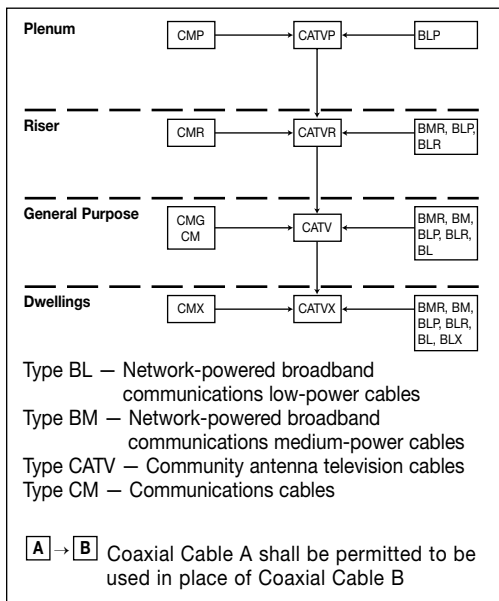 Plenum
CMP
CATVP
BLP
Riser
CMR
CATVR
BMR, BLP,
BLR
General Purpose
CMG
CM
CATV
BMR, BM,
BLP, BLR,
BL
Dwellings
CMX
CATVX
BMR, BM,
BLP, BLR,
BL, BLX
Type BL — Network-powered broadband
communications low-power cables
Type BM — Network-powered broadband
communications medium-power cables
Type CATV — Community antenna television cables
Type CM — Communications cables
A → B Coaxial Cable A shall be permitted to be
used in place of Coaxial Cable B